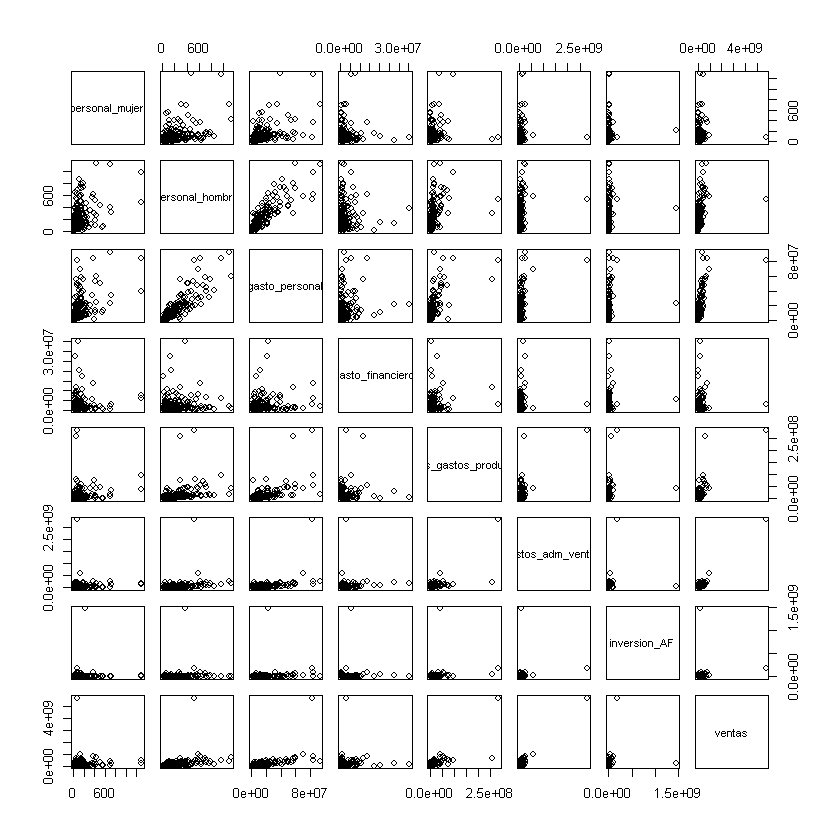 0 600
0.0e+00 3.0e+07
0.0e+00 2.5e+09
0e+00 4e+09
personal_mujer
0 600
0 600
ersonal_hombr
gasto_personal
0e+00 8e+07
0.0e+00 3.0e+07
asto_financiero
s_gastos_produ
0.0e+00 2.5e+08
0.0e+00 2.5e+09
stos_adm_vent
inversion_AF
0.0e+00 1.5e+09
0e+00 4e+09
ventas
0 600
0e+00 8e+07
0.0e+00 2.5e+08
0.0e+00 1.5e+09